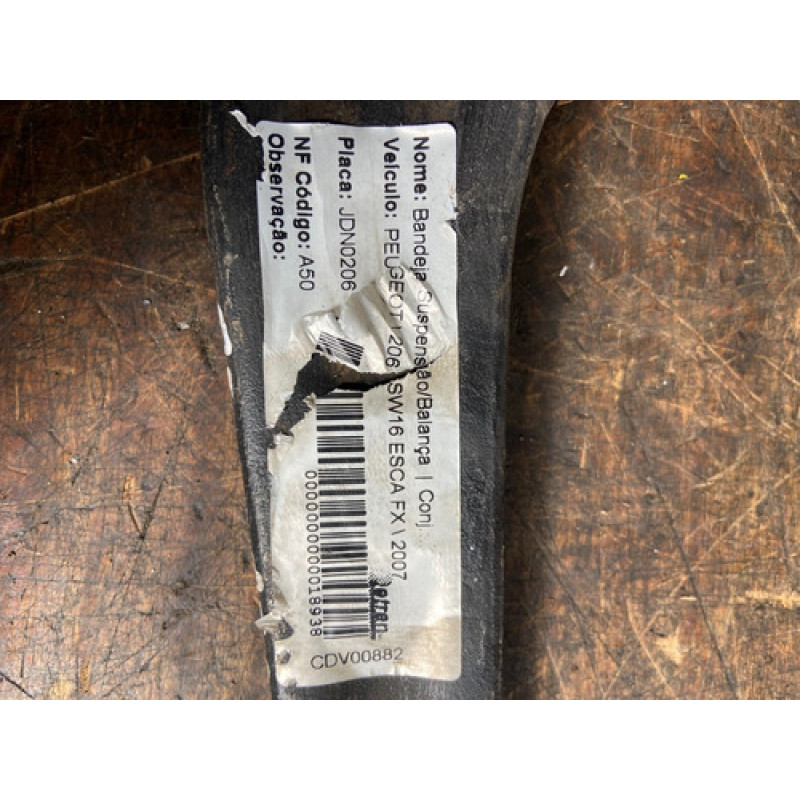 Nome: Bandeja Suspensão/Balança | Conj..
Veículo: PEUGEOT \ 206 SW16 ESCA FX \ 2007
Placa: JDN0206
NF Código: A50
Observação:
0000000000018938
CDV00882